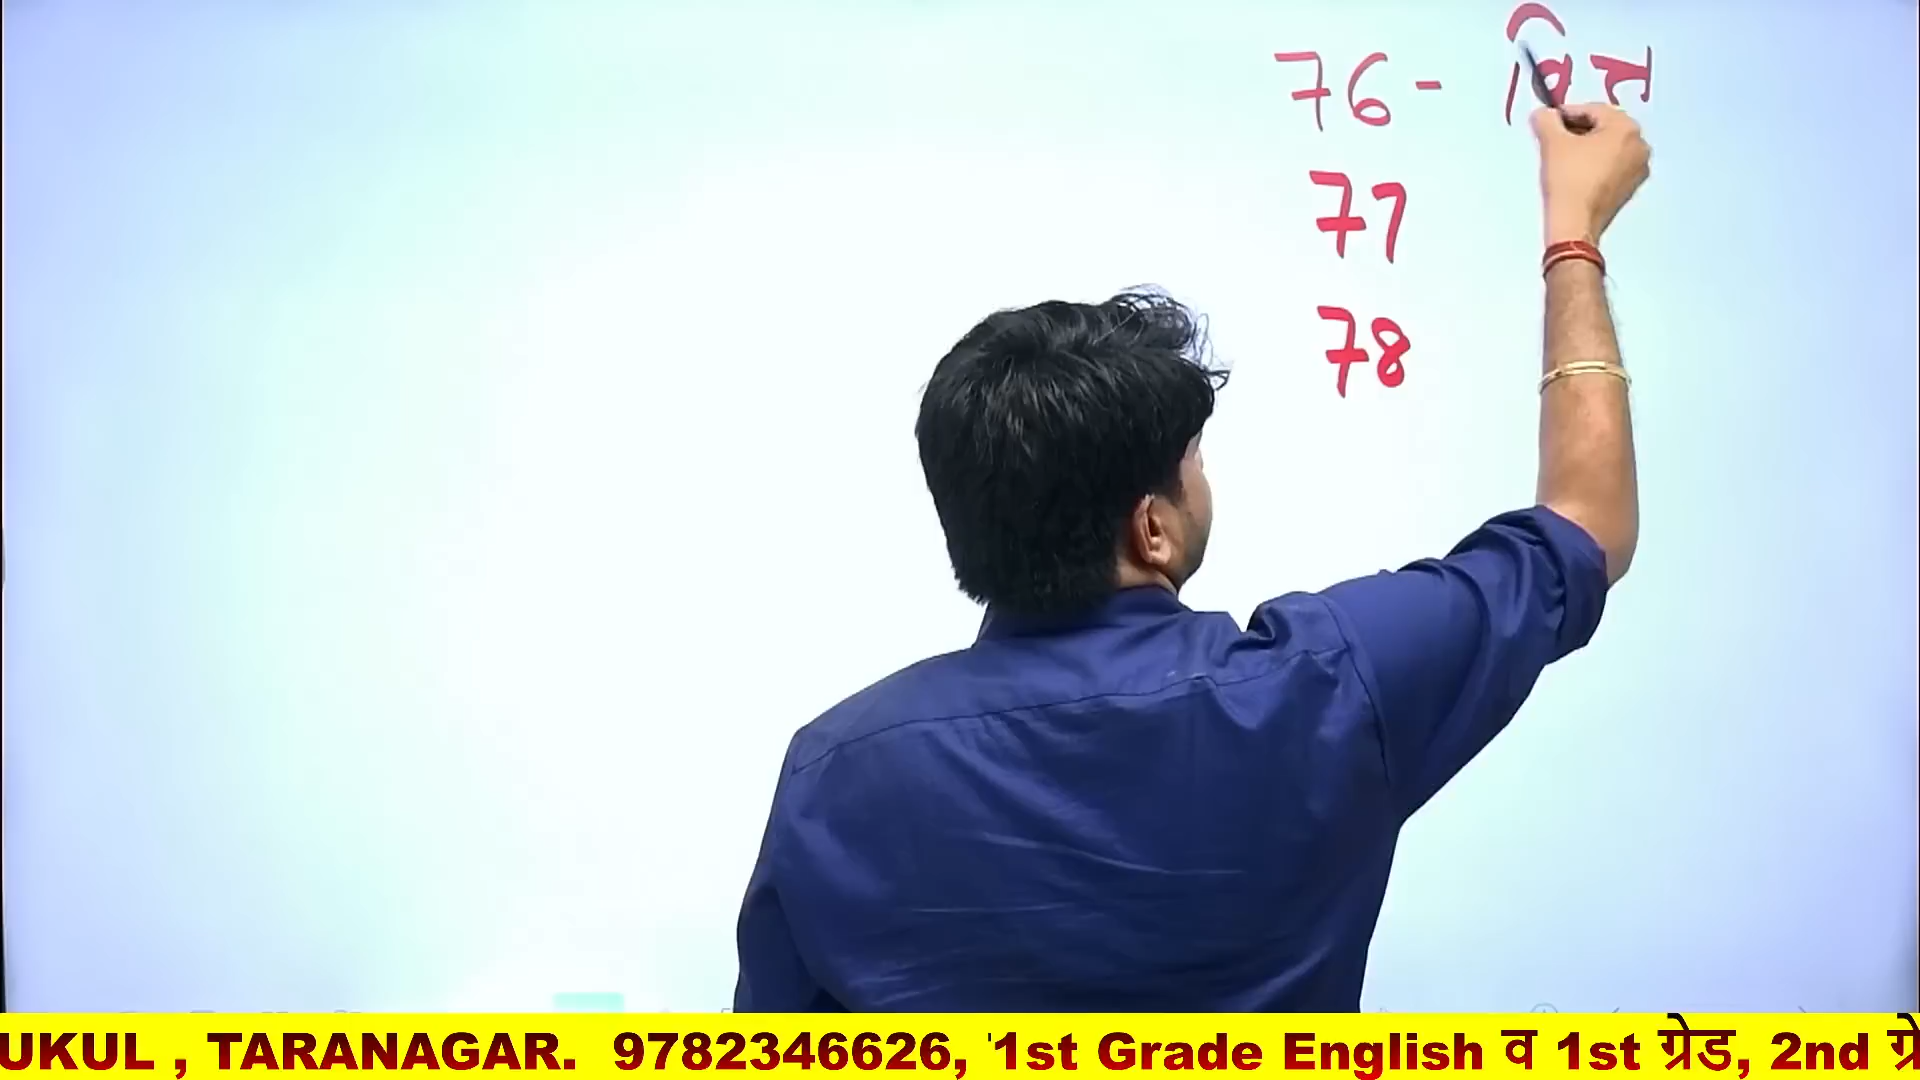 76 - वित्त
77
78
UKUL , TARANAGAR. 9782346626, '1st Grade English व 1st ग्रेड, 2nd ग्रे